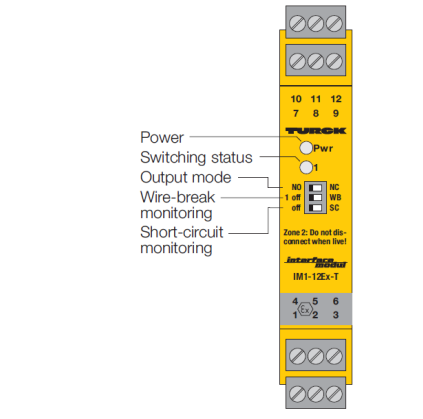 10 11 12
7 8 9
TURCK
Power
Pwr
Switching status
1
Output mode
NO NC
Wire-break
monitoring
1 off WB
Short-circuit
monitoring
off SC
Zone 2: Do not dis-
connect when live!
interface
modul
IM1-12Ex-T
4 5 6
Ex
1 2 3